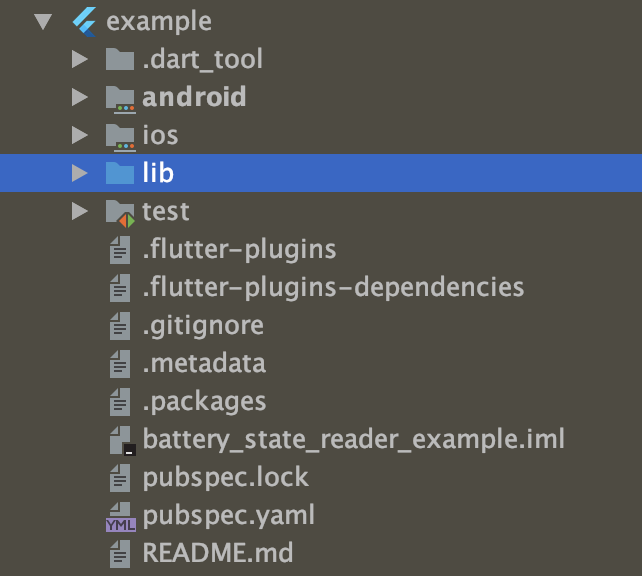 example
.dart_tool
android
ios
lib
test
.flutter-plugins
.flutter-plugins-dependencies
.gitignore
.metadata
.packages
battery_state_reader_example.iml
pubspec.lock
YML pubspec.yaml
README.md